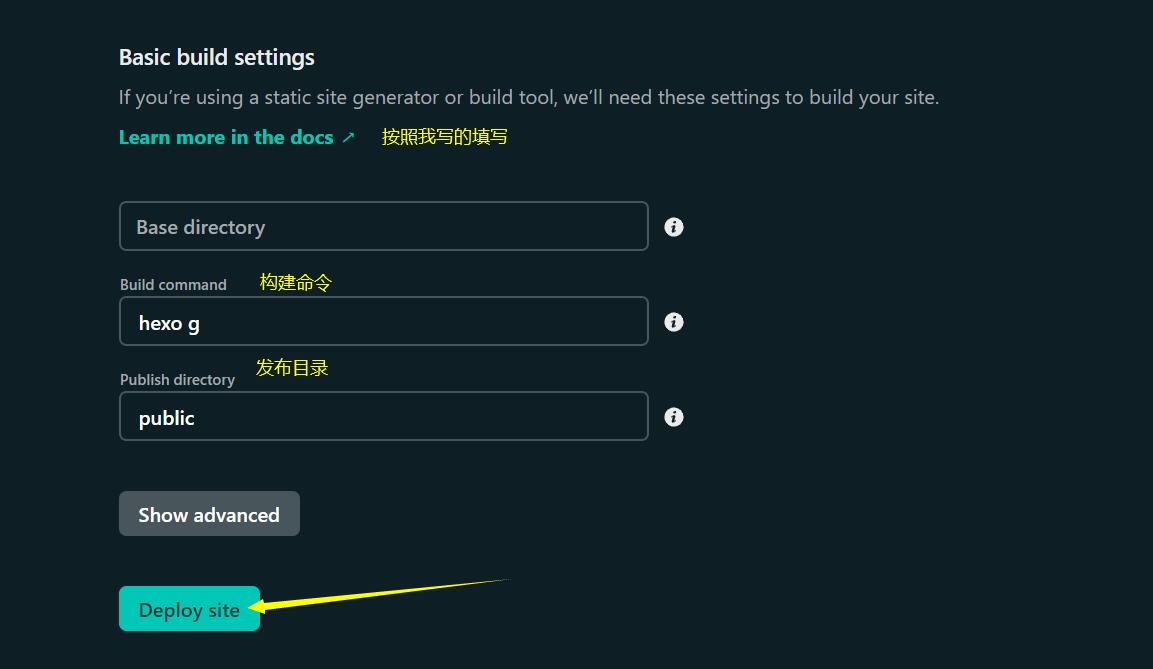 Basic build settings
If you’re using a static site generator or build tool, we’ll need these settings to build your site.
Learn more in the docs ↗ 按照我写的填写
Base directory
Build command 构建命令
hexo g
Publish directory 发布目录
public
Show advanced
Deploy site